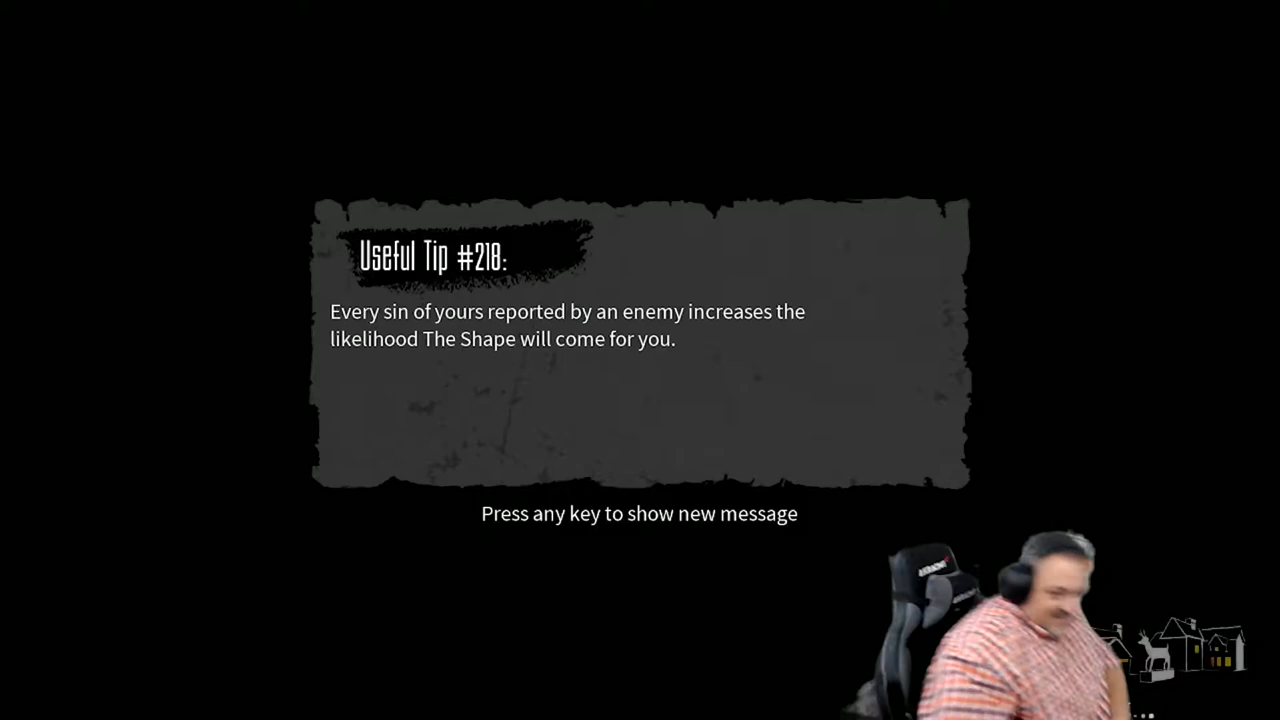 Useful Tip #218:
Every sin of yours reported by an enemy increases the
likelihood The Shape will come for you.
Press any key to show new message